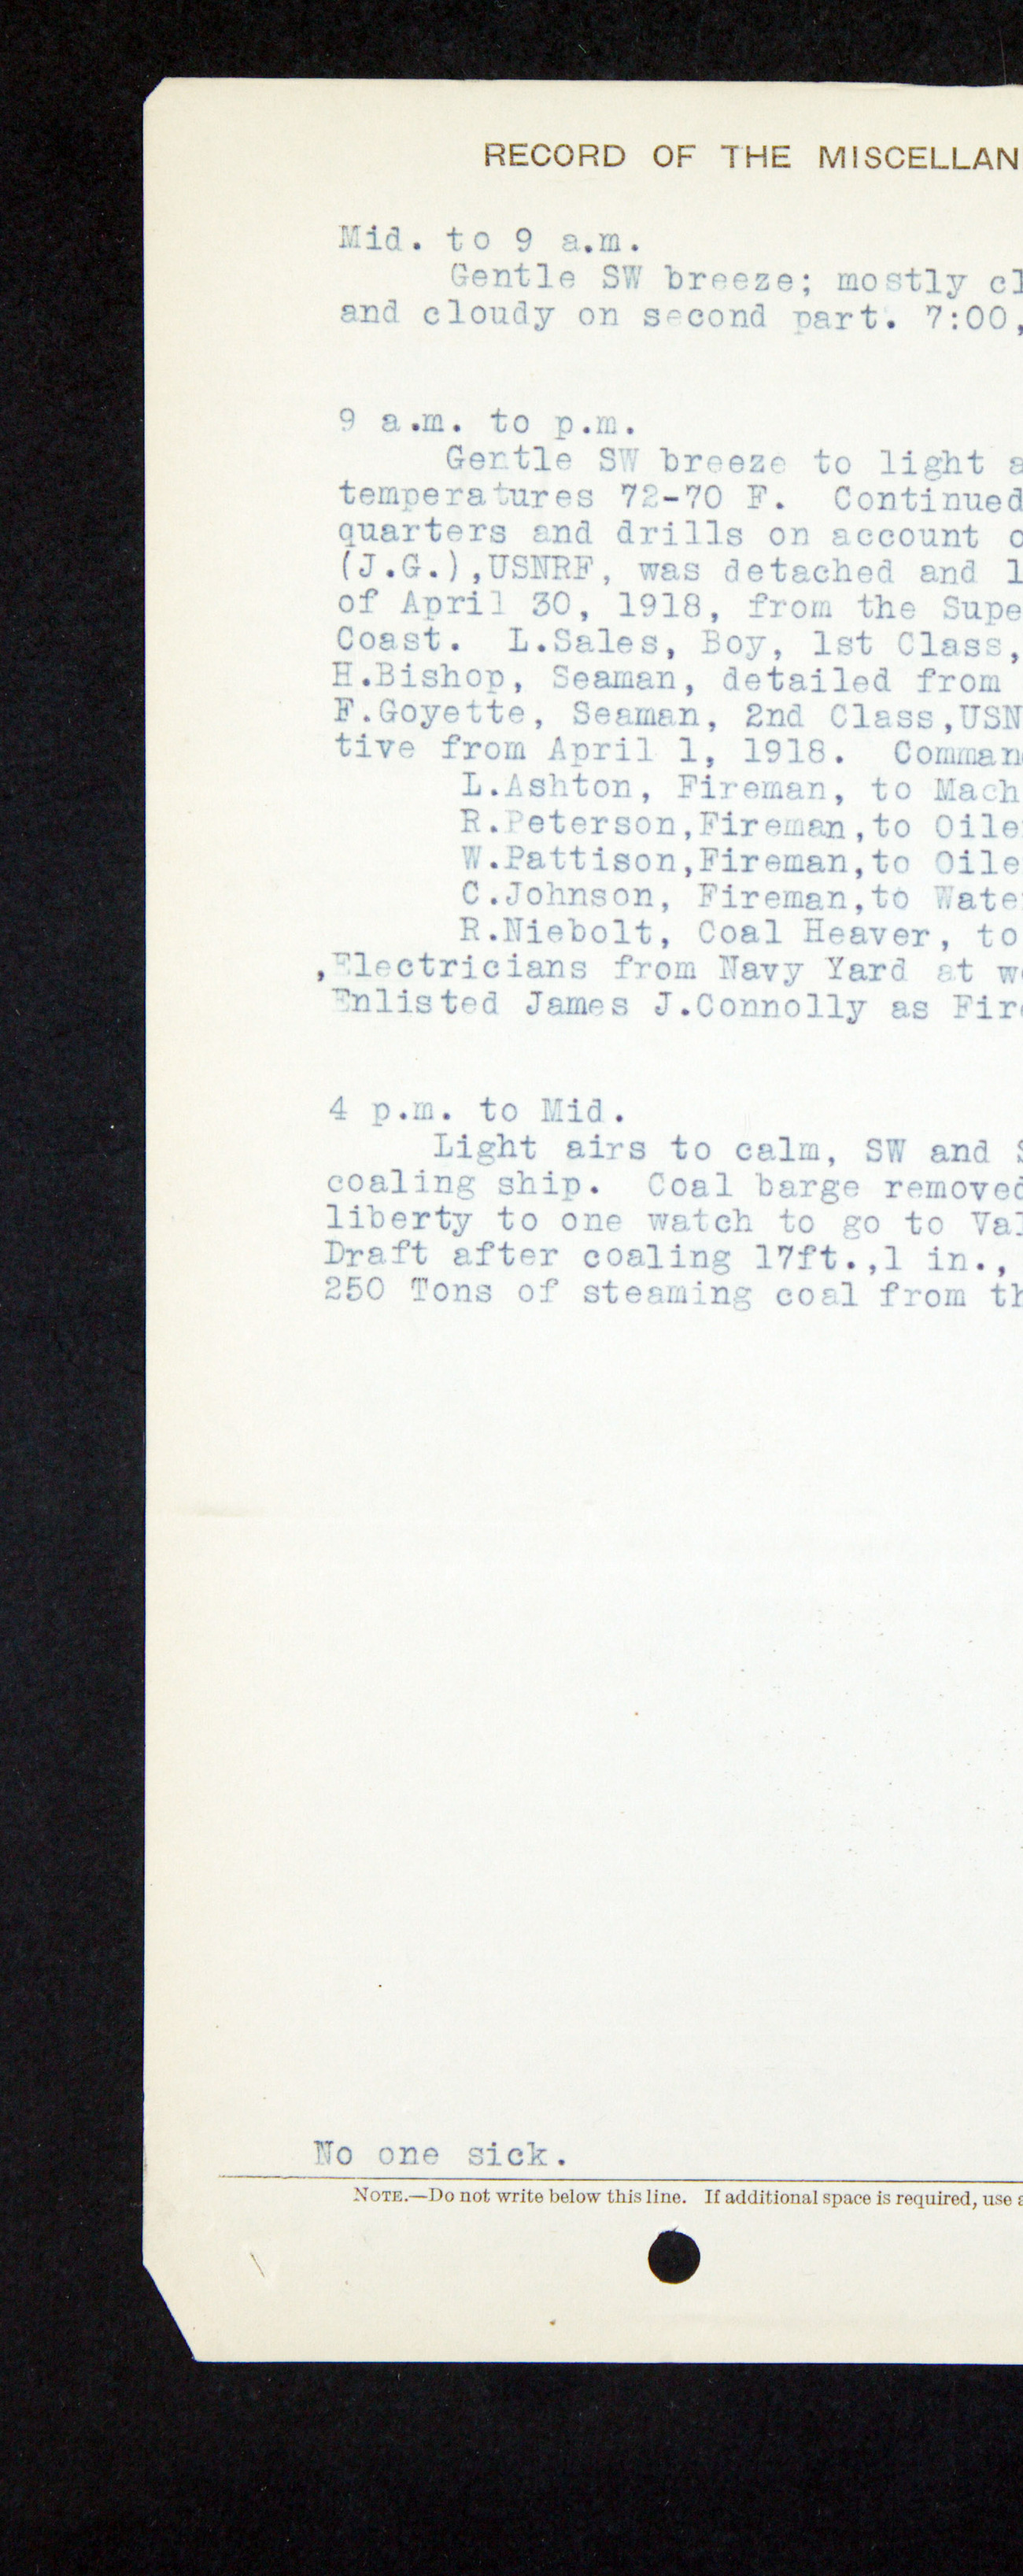 RECORD OF THE MISCELLAN
Mid. to 9 a.m.
Gentle SW breeze; mostly cl
and cloudy on second part. 7:00,
9 a.m. to p.m.
Gentle SW breeze to light a
temperatures 72-70 F. Continued
quarters and drills on account o
(J.G.),USNRF, was detached and l
of April 30, 1918, from the Supe
Coast. L.Sales, Boy, 1st Class,
H.Bishop, Seaman, detailed from
F.Goyette, Seaman, 2nd Class,USN
tive from April 1, 1918. Comman
L.Ashton, Fireman, to Mach
R.Peterson,Fireman,to Oile
W.Pattison,Fireman,to Oile
C.Johnson, Fireman,to Wate
R.Niebolt, Coal Heaver, to
,Electricians from Navy Yard at wo
Enlisted James J.Connolly as Fire
4 p.m. to Mid.
Light airs to calm, SW and S
coaling ship. Coal barge removed
liberty to one watch to go to Val
Draft after coaling 17ft.,1 in.,
250 Tons of steaming coal from th
No one sick.
NOTE.—Do not write below this line. If additional space is required, use a